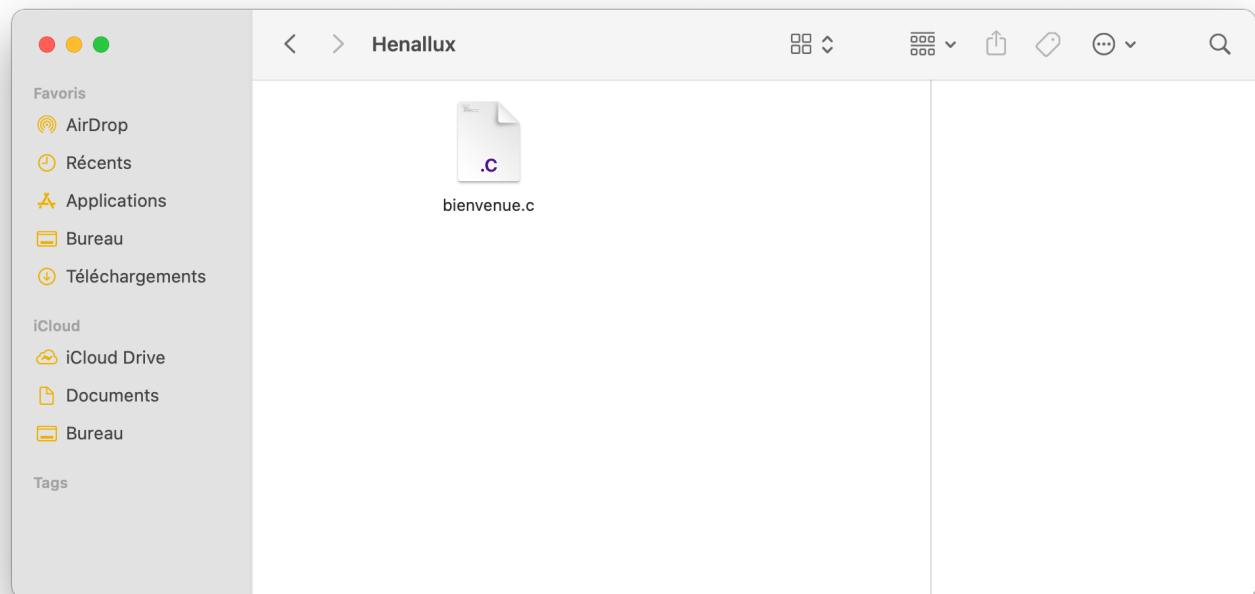 Henallux
Favoris
AirDrop
Récents
Applications
Bureau
Téléchargements
iCloud
iCloud Drive
Documents
Bureau
Tags
.C
bienvenue.c